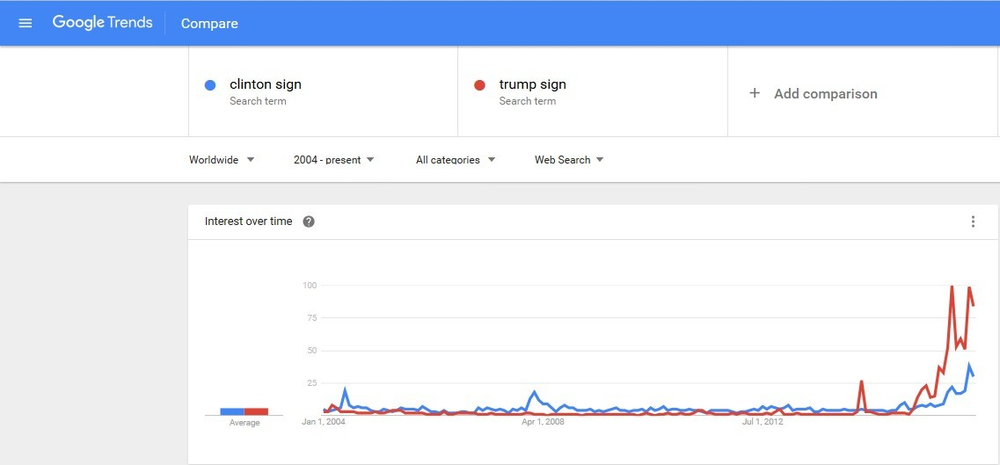 Google Trends Compare
clinton sign
Search term
trump sign
Search term
+ Add comparison
Worldwide 2004 - present All categories Web Search
Interest over time ?
100
75
50
25
Average
Jan 1, 2004 Apr 1, 2008 Jul 1, 2012